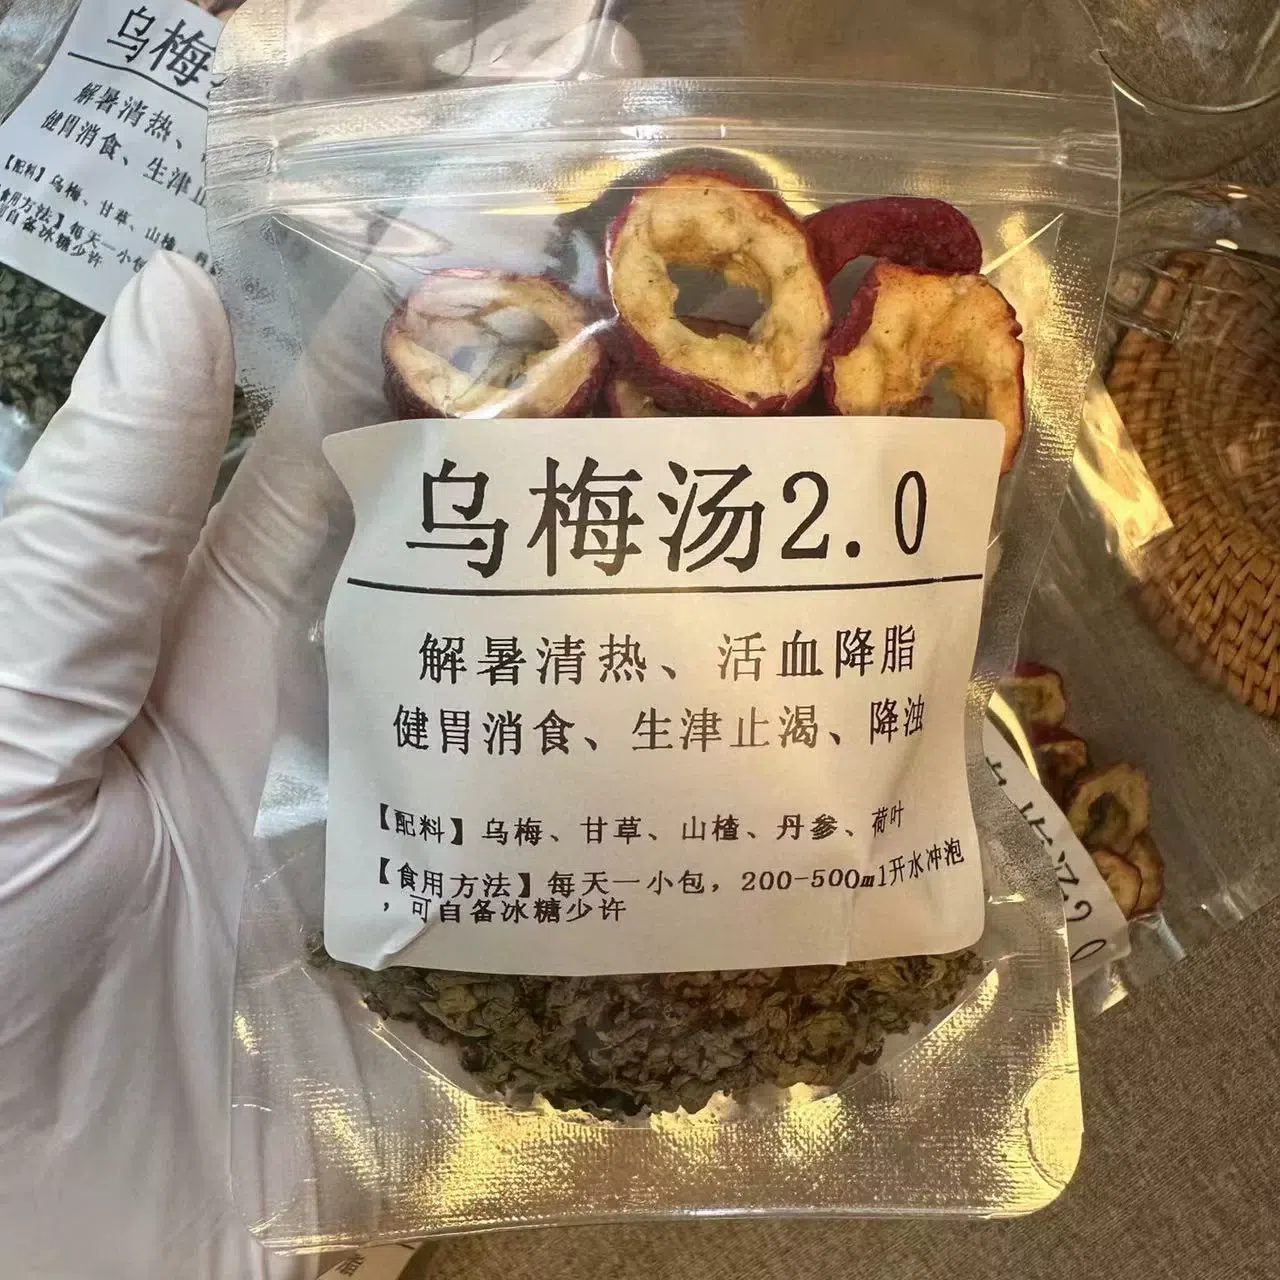 乌梅汤2.0
解暑清热、活血降脂
健胃消食、生津止渴、降浊
【配料】乌梅、甘草、山楂、丹参、荷叶
【食用方法】每天一小包，200-500ml开水冲泡
，可自备冰糖少许
乌梅
解暑清热、
健胃消食、生津止
【配料】乌梅、甘草、山楂、丹
食用方法】每天一小包
自备冰糖少许